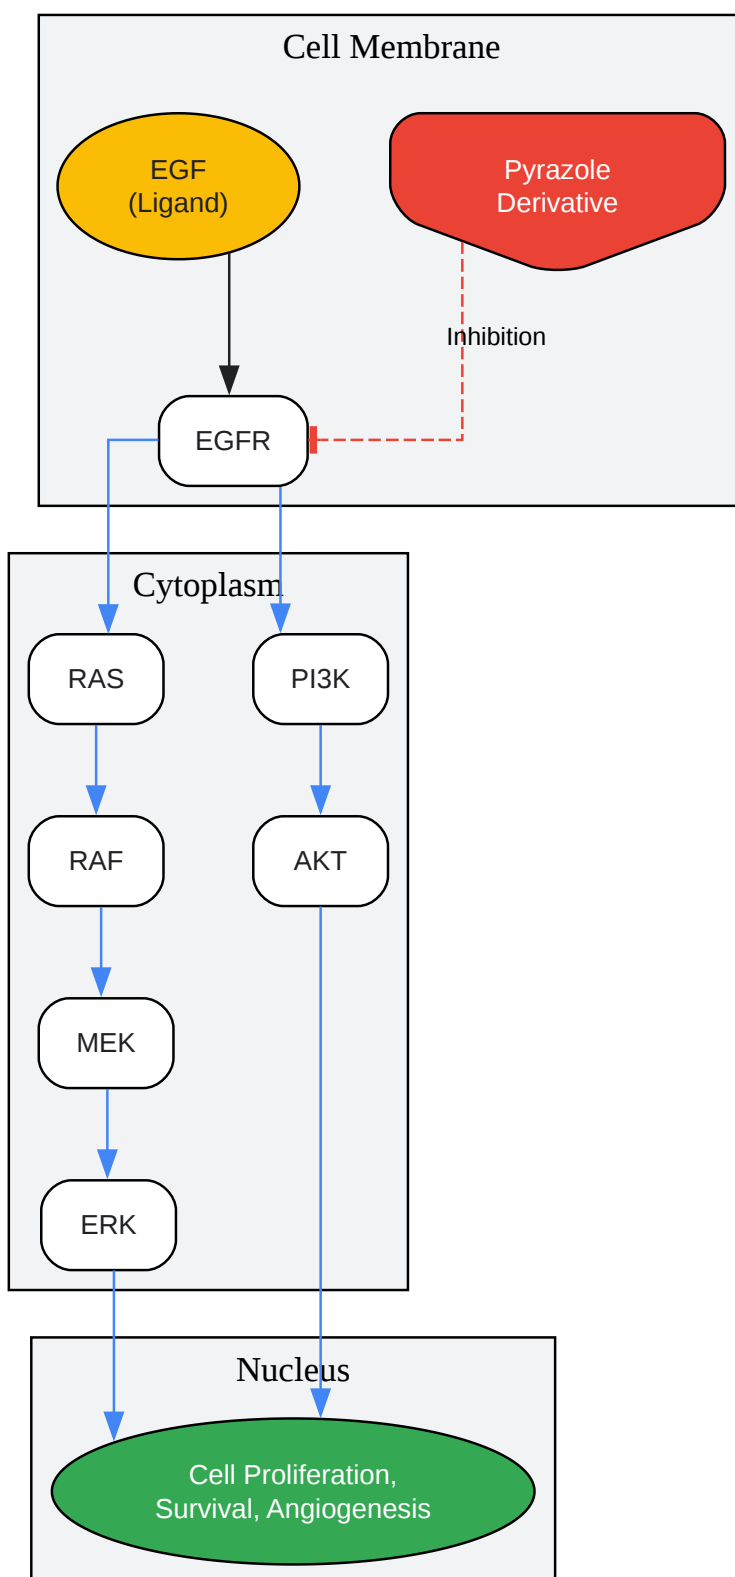 Cell Membrane
EGF
(Ligand)
Pyrazole
Derivative
Inhibition
EGFR
Cytoplasm
RAS
PI3K
RAF
AKT
MEK
ERK
Nucleus
Cell Proliferation,
Survival, Angiogenesis